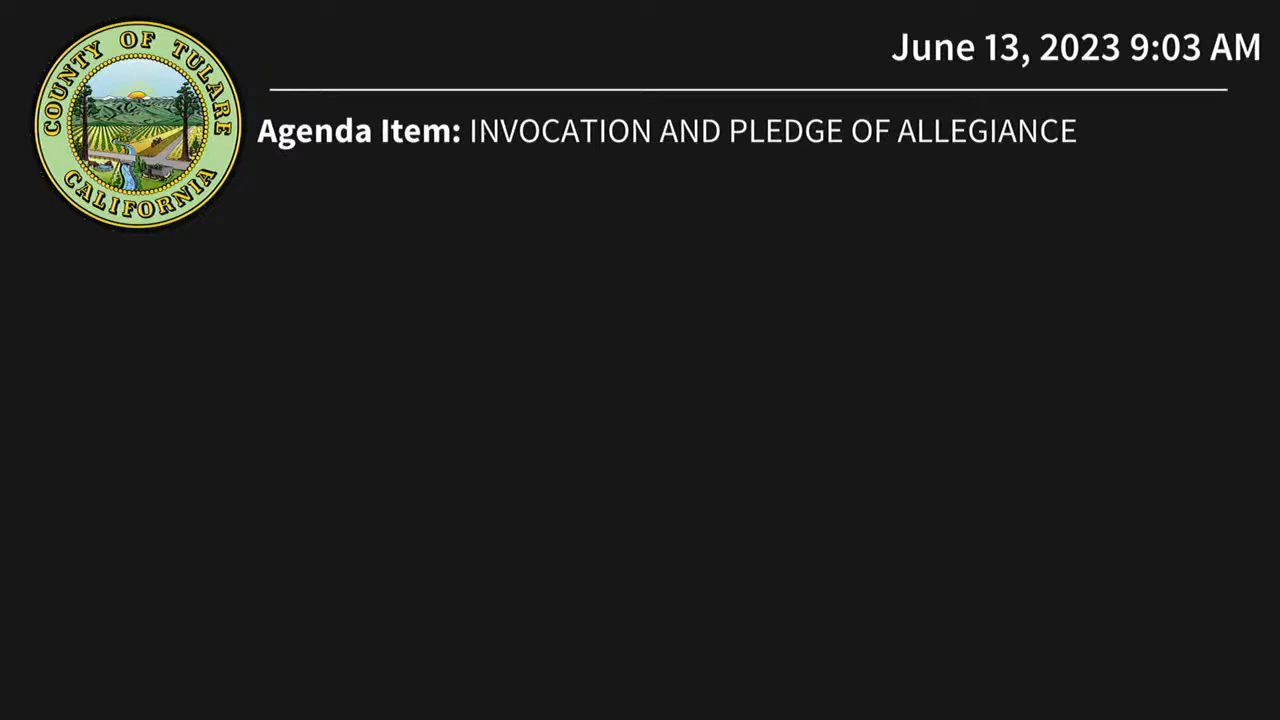 COUNTY OF TULARE
CALIFORNIA
June 13, 2023 9:03 AM
Agenda Item: INVOCATION AND PLEDGE OF ALLEGIANCE